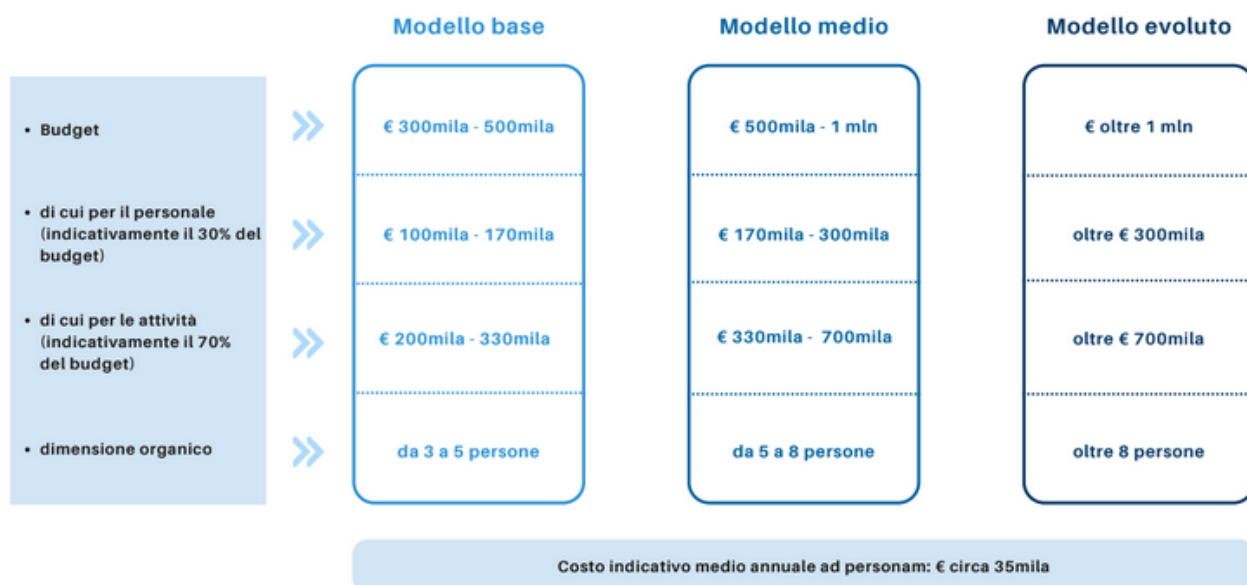 Modello base
Modello medio
Modello evoluto
• Budget
€ 300mila - 500mila
€ 500mila - 1 mln
€ oltre 1 mln
• di cui per il personale
(indicativamente il 30% del
budget)
€ 100mila - 170mila
€ 170mila - 300mila
oltre € 300mila
• di cui per le attività
(indicativamente il 70%
del budget)
€ 200mila - 330mila
€ 330mila - 700mila
oltre € 700mila
• dimensione organico
da 3 a 5 persone
da 5 a 8 persone
oltre 8 persone
Costo indicativo medio annuale ad personam: € circa 35mila